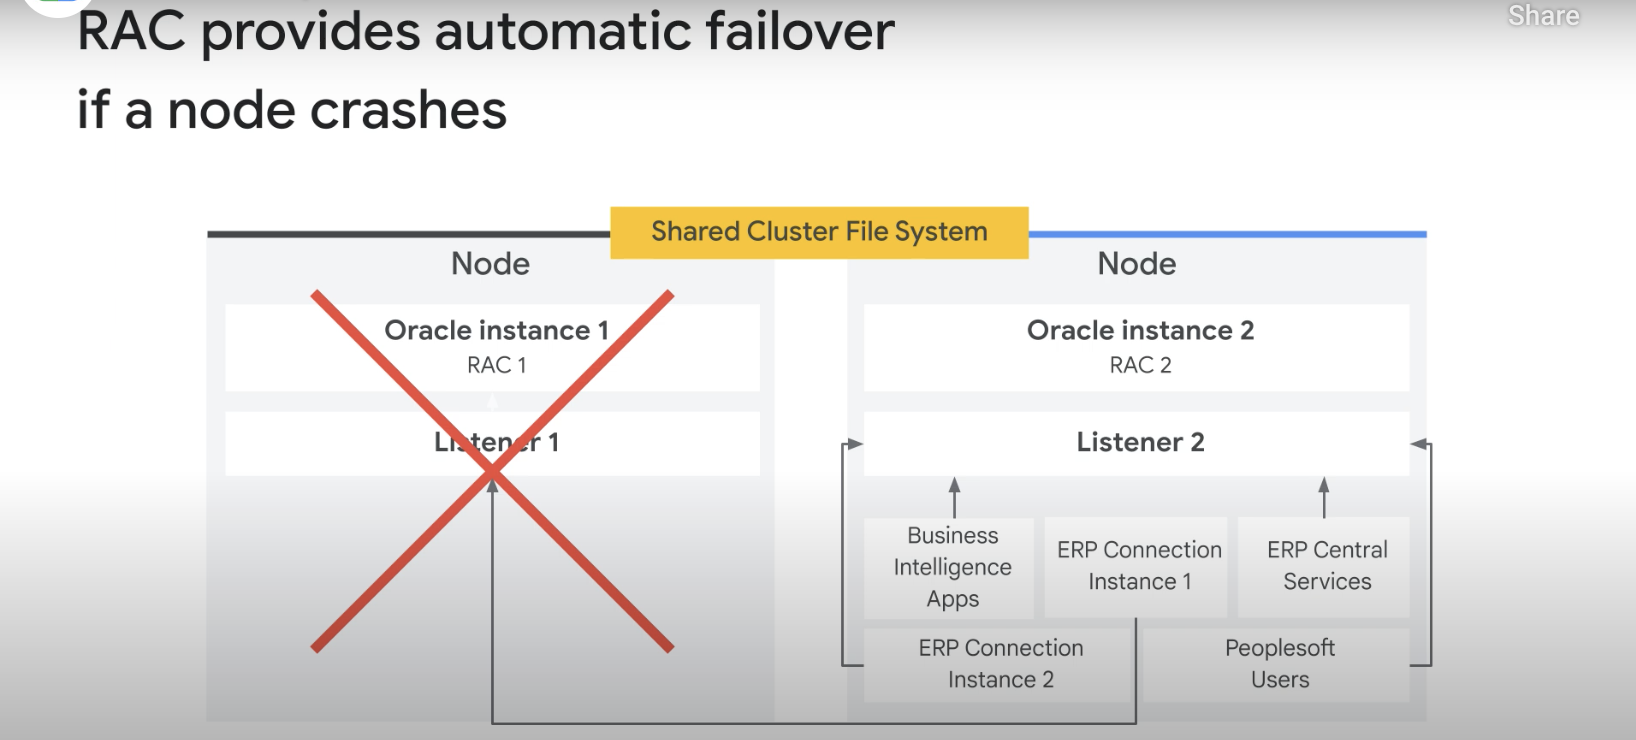 RAC provides automatic failover
if a node crashes
Share
Shared Cluster File System
Node
Oracle instance 1
RAC 1
Listener 1
Node
Oracle instance 2
RAC 2
Listener 2
Business
Intelligence
Apps
ERP Connection
Instance 1
ERP Central
Services
ERP Connection
Instance 2
Peoplesoft
Users